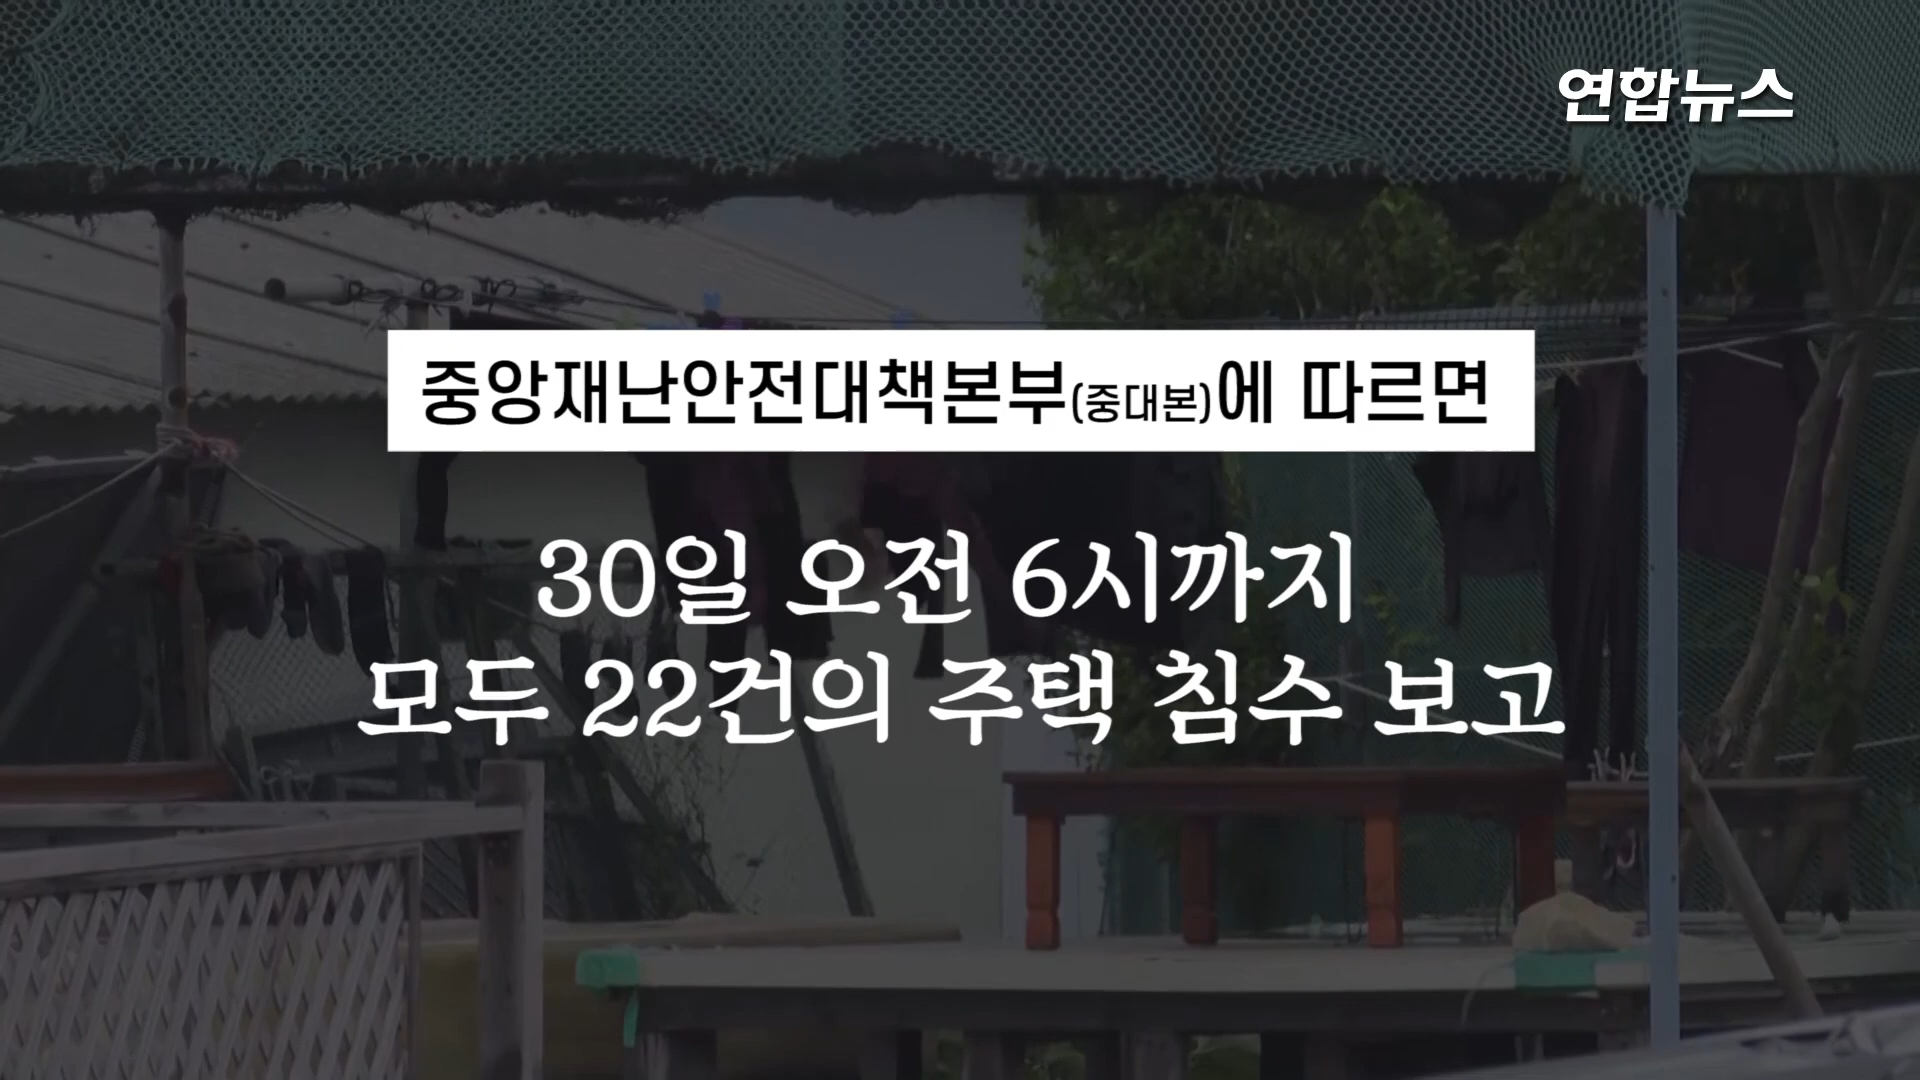 연합뉴스
중앙재난안전대책본부(중대본)에 따르면
30일 오전 6시까지
모두 22건의 주택 침수 보고